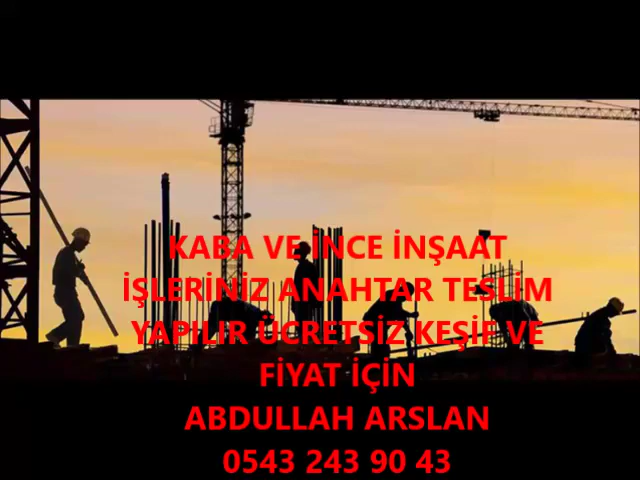 KABA VE İNCE İNŞAAT
İŞLERİNİZ ANAHTAR TESLİM
YAPILIR ÜCRETSİZ KEŞİF VE
FİYAT İÇİN
ABDULLAH ARSLAN
0543 243 90 43